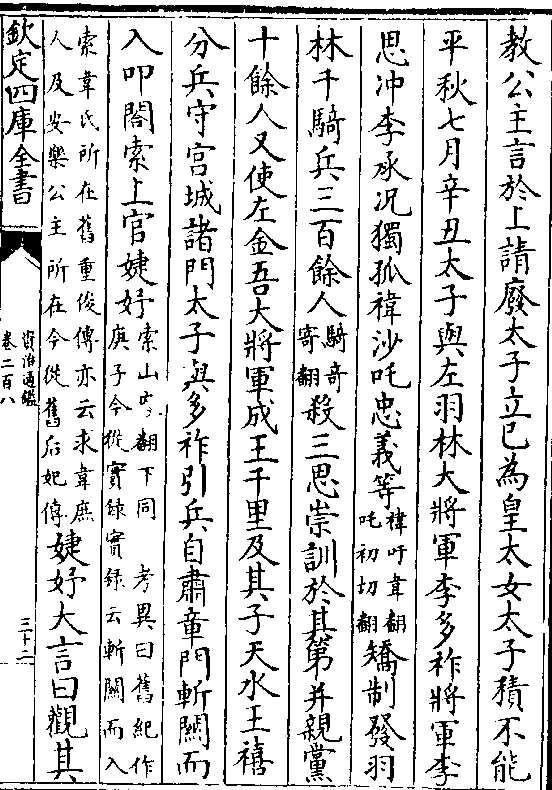 教公主言於上請廢太子立已為皇太女太子積不能
平秋七月辛丑太子與左羽林大將軍李多祚將軍李
思冲李承况獨孤禕沙吒忠義等禕吁韋翻吒初切翻矯制發羽
林千騎兵三百餘人騎奇寄翻殺三思崇訓於其第并親黨
十餘人又使左金吾大將軍成王千里及其子天水王禧
分兵守宮城諸門太子與多祚引兵自肅章門斬關而
入叩閤索上官婕妤索山客翻下同 考異曰舊紀作庚子今從實錄實錄云斬關而入
索韋氏所在舊重俊傳亦云求韋庶人及安樂公主所在今從舊后妃傳婕妤大言曰觀其
欽定四庫全書
資治通鑑
卷二百八
三十二